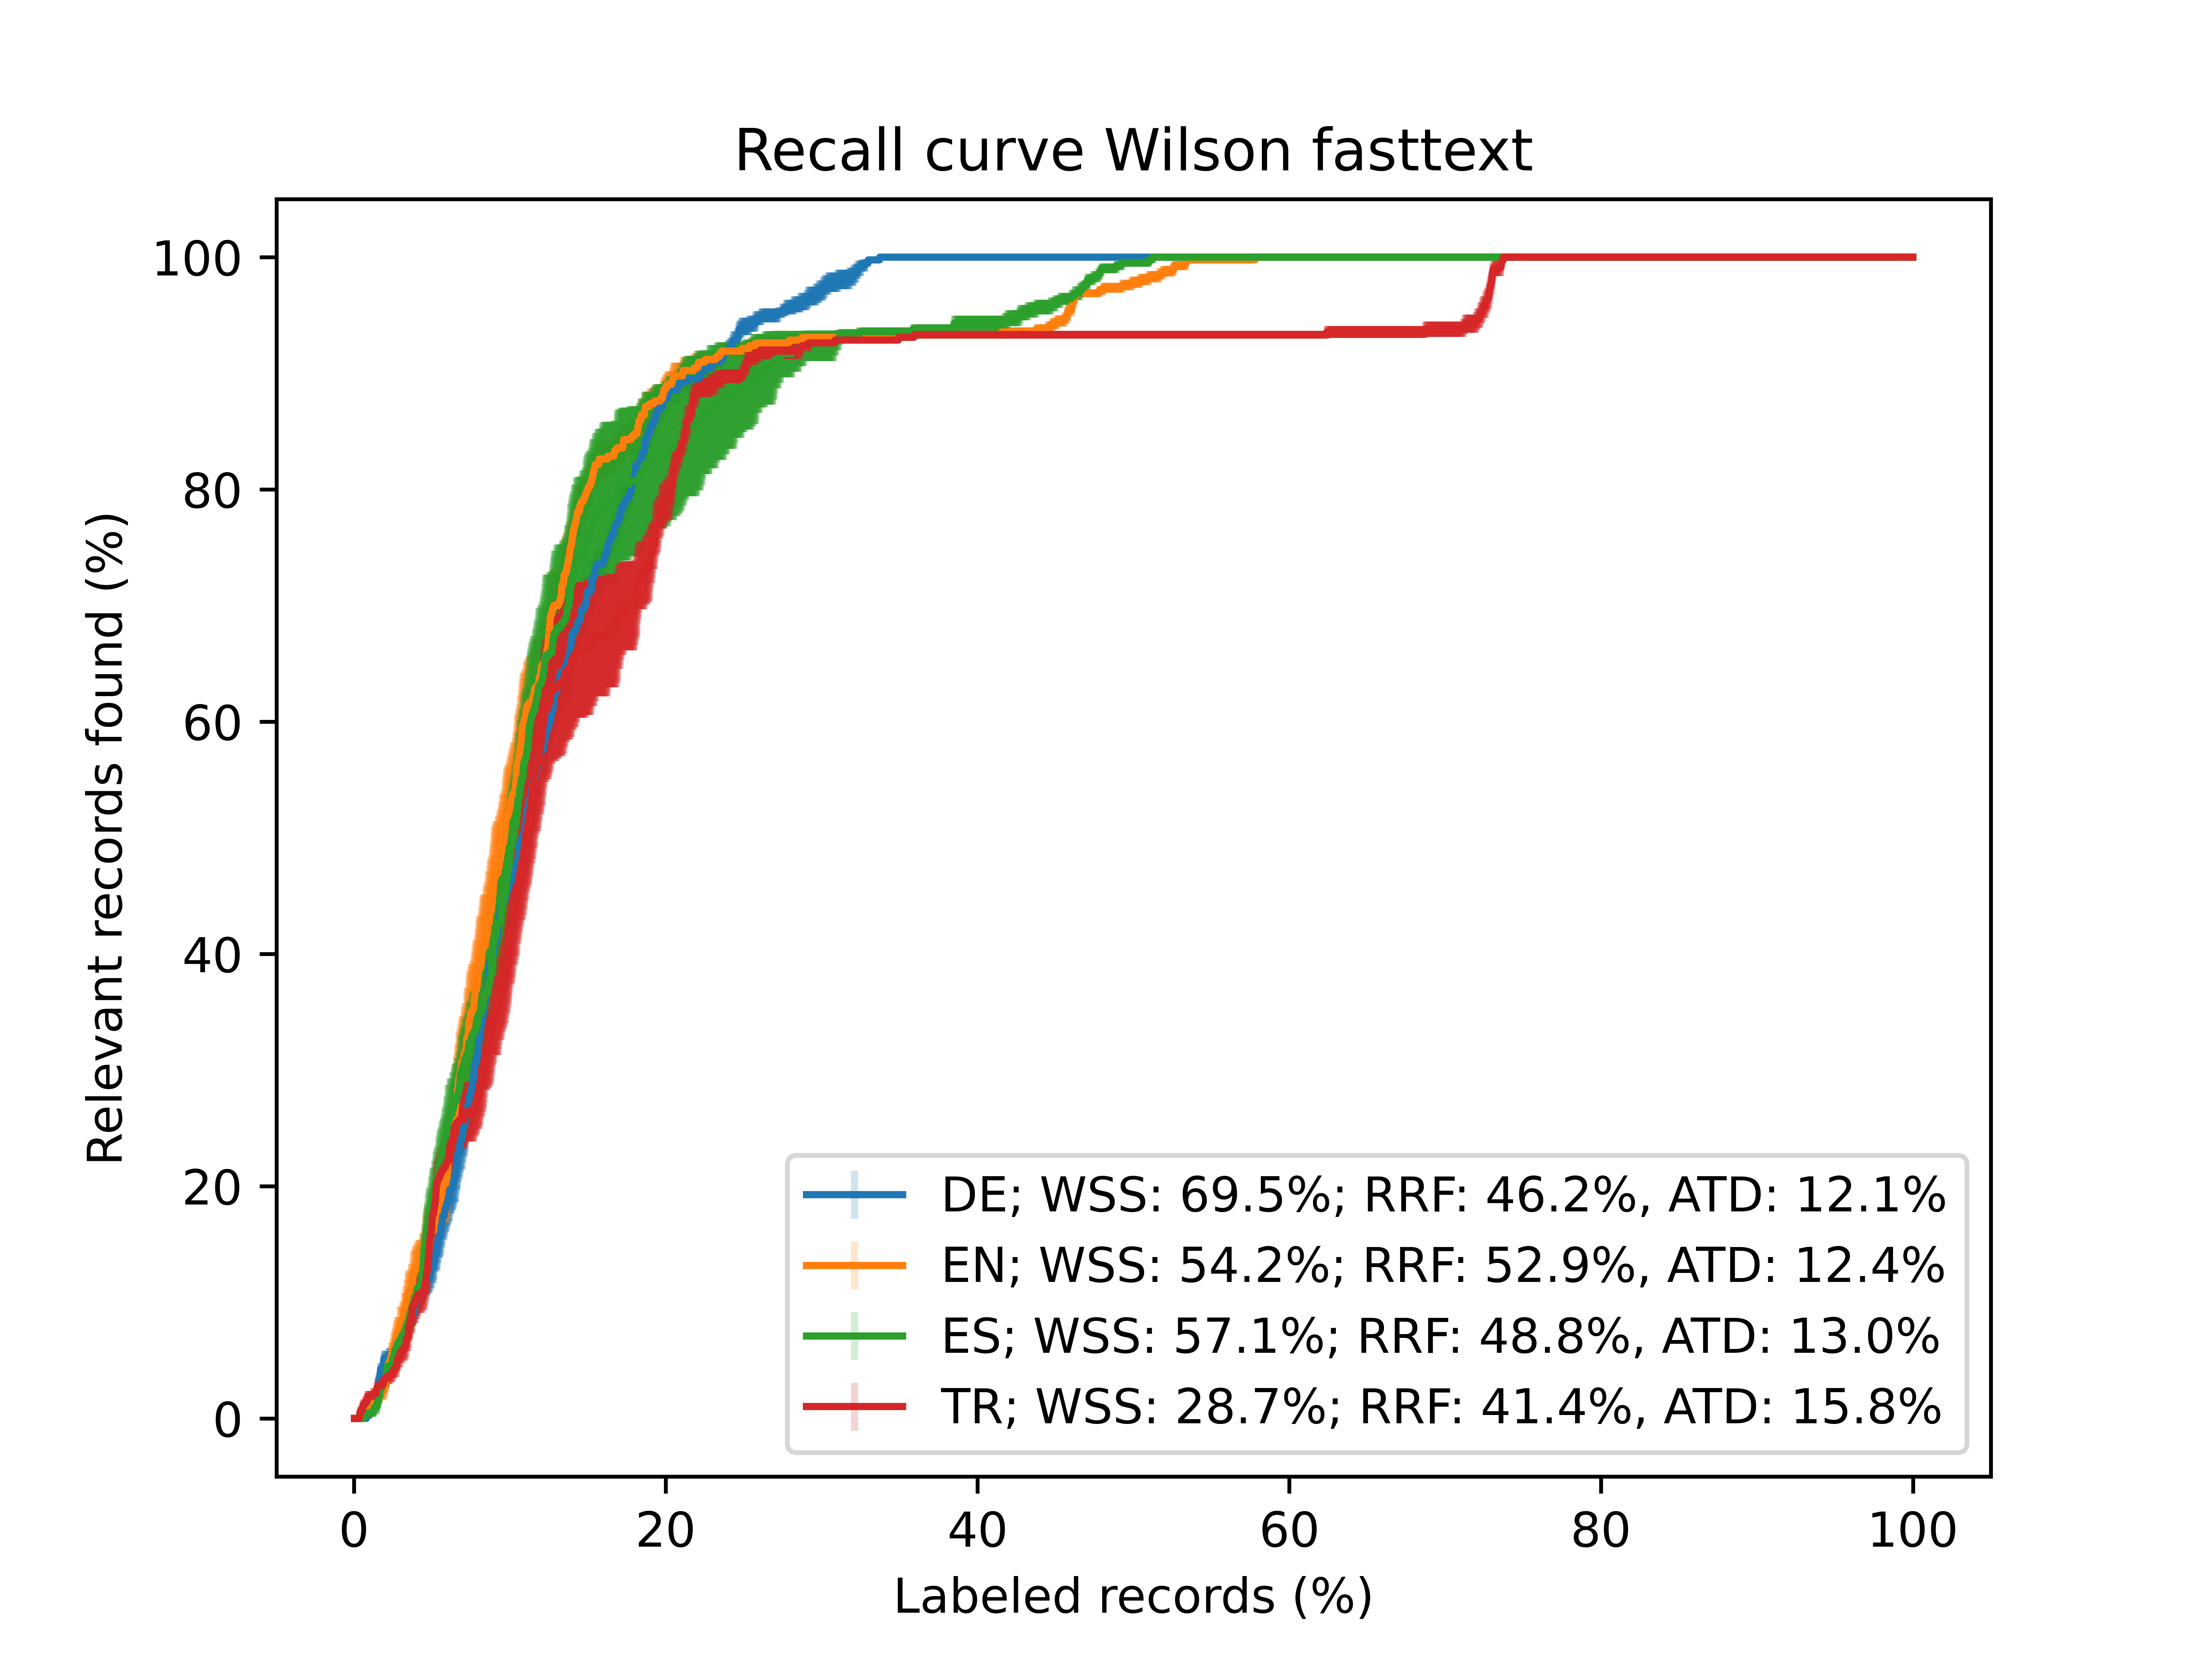 Recall curve Wilson fasttext
Relevant records found (%)
100
80
60
40
20
0
DE; WSS: 69.5%; RRF: 46.2%, ATD: 12.1%
EN; WSS: 54.2%; RRF: 52.9%, ATD: 12.4%
ES; WSS: 57.1%; RRF: 48.8%, ATD: 13.0%
TR; WSS: 28.7%; RRF: 41.4%, ATD: 15.8%
0 20 40 60 80 100
Labeled records (%)